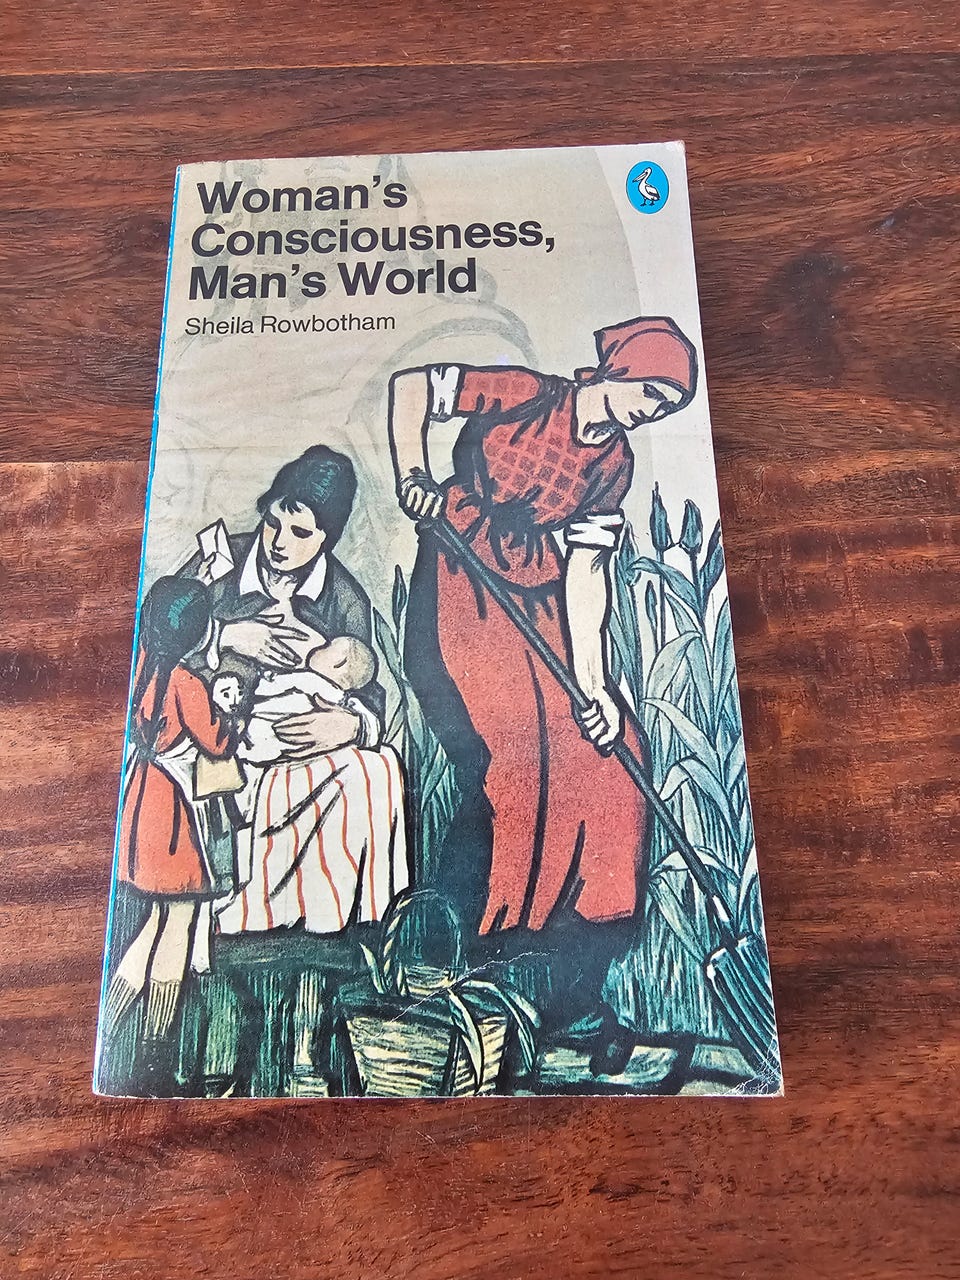 Woman's
Consciousness,
Man's World
Sheila Rowbotham